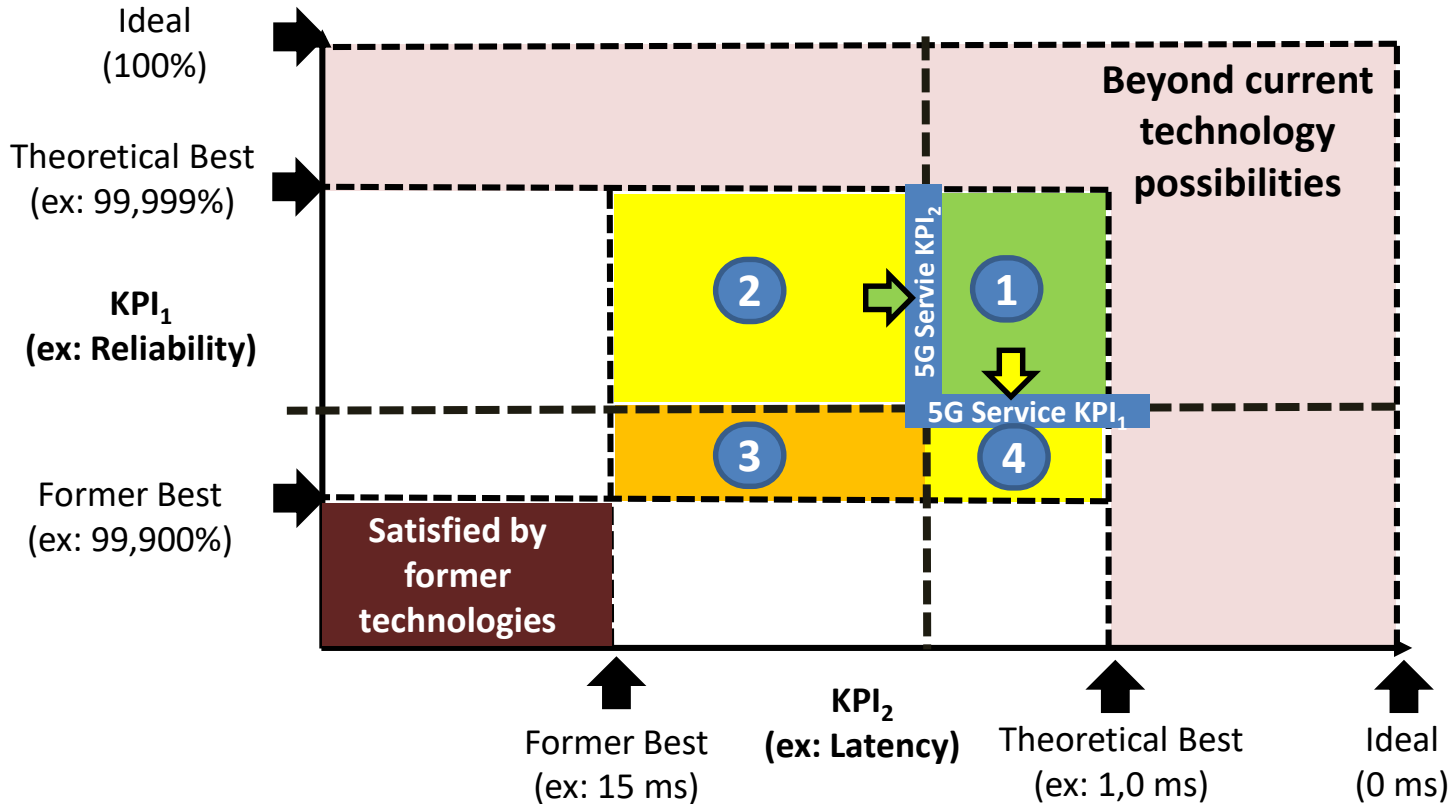 Ideal
(100%)
Beyond current
technology
possibilities
Theoretical Best
(ex: 99,999%)
KPI₁
(ex: Reliability)
2
5G Servie KPI₂
1
5G Service KPI₁
3
4
Former Best
(ex: 99,900%)
Satisfied by
former
technologies
Former Best
(ex: 15 ms)
KPI₂
(ex: Latency)
Theoretical Best
(ex: 1,0 ms)
Ideal
(0 ms)